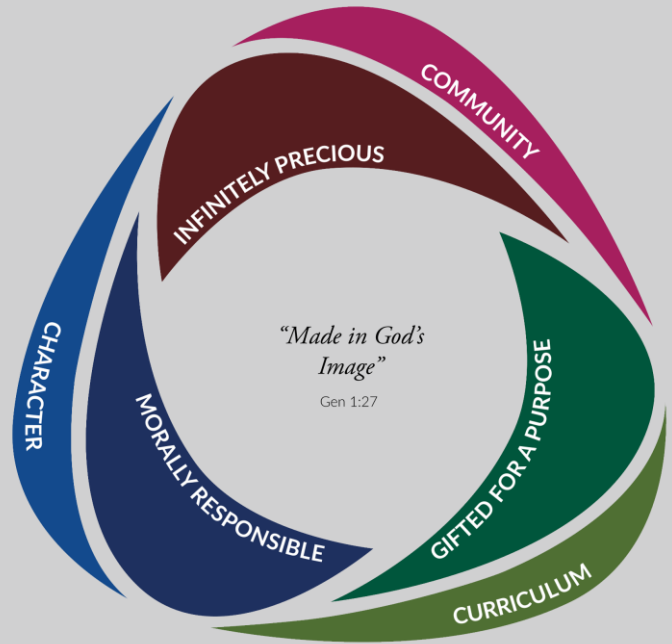 COMMUNITY
INFINITELY PRECIOUS
CHARACTER
MORALLY RESPONSIBLE
“Made in God’s
Image”
Gen 1:27
GIFTED FOR A PURPOSE
CURRICULUM